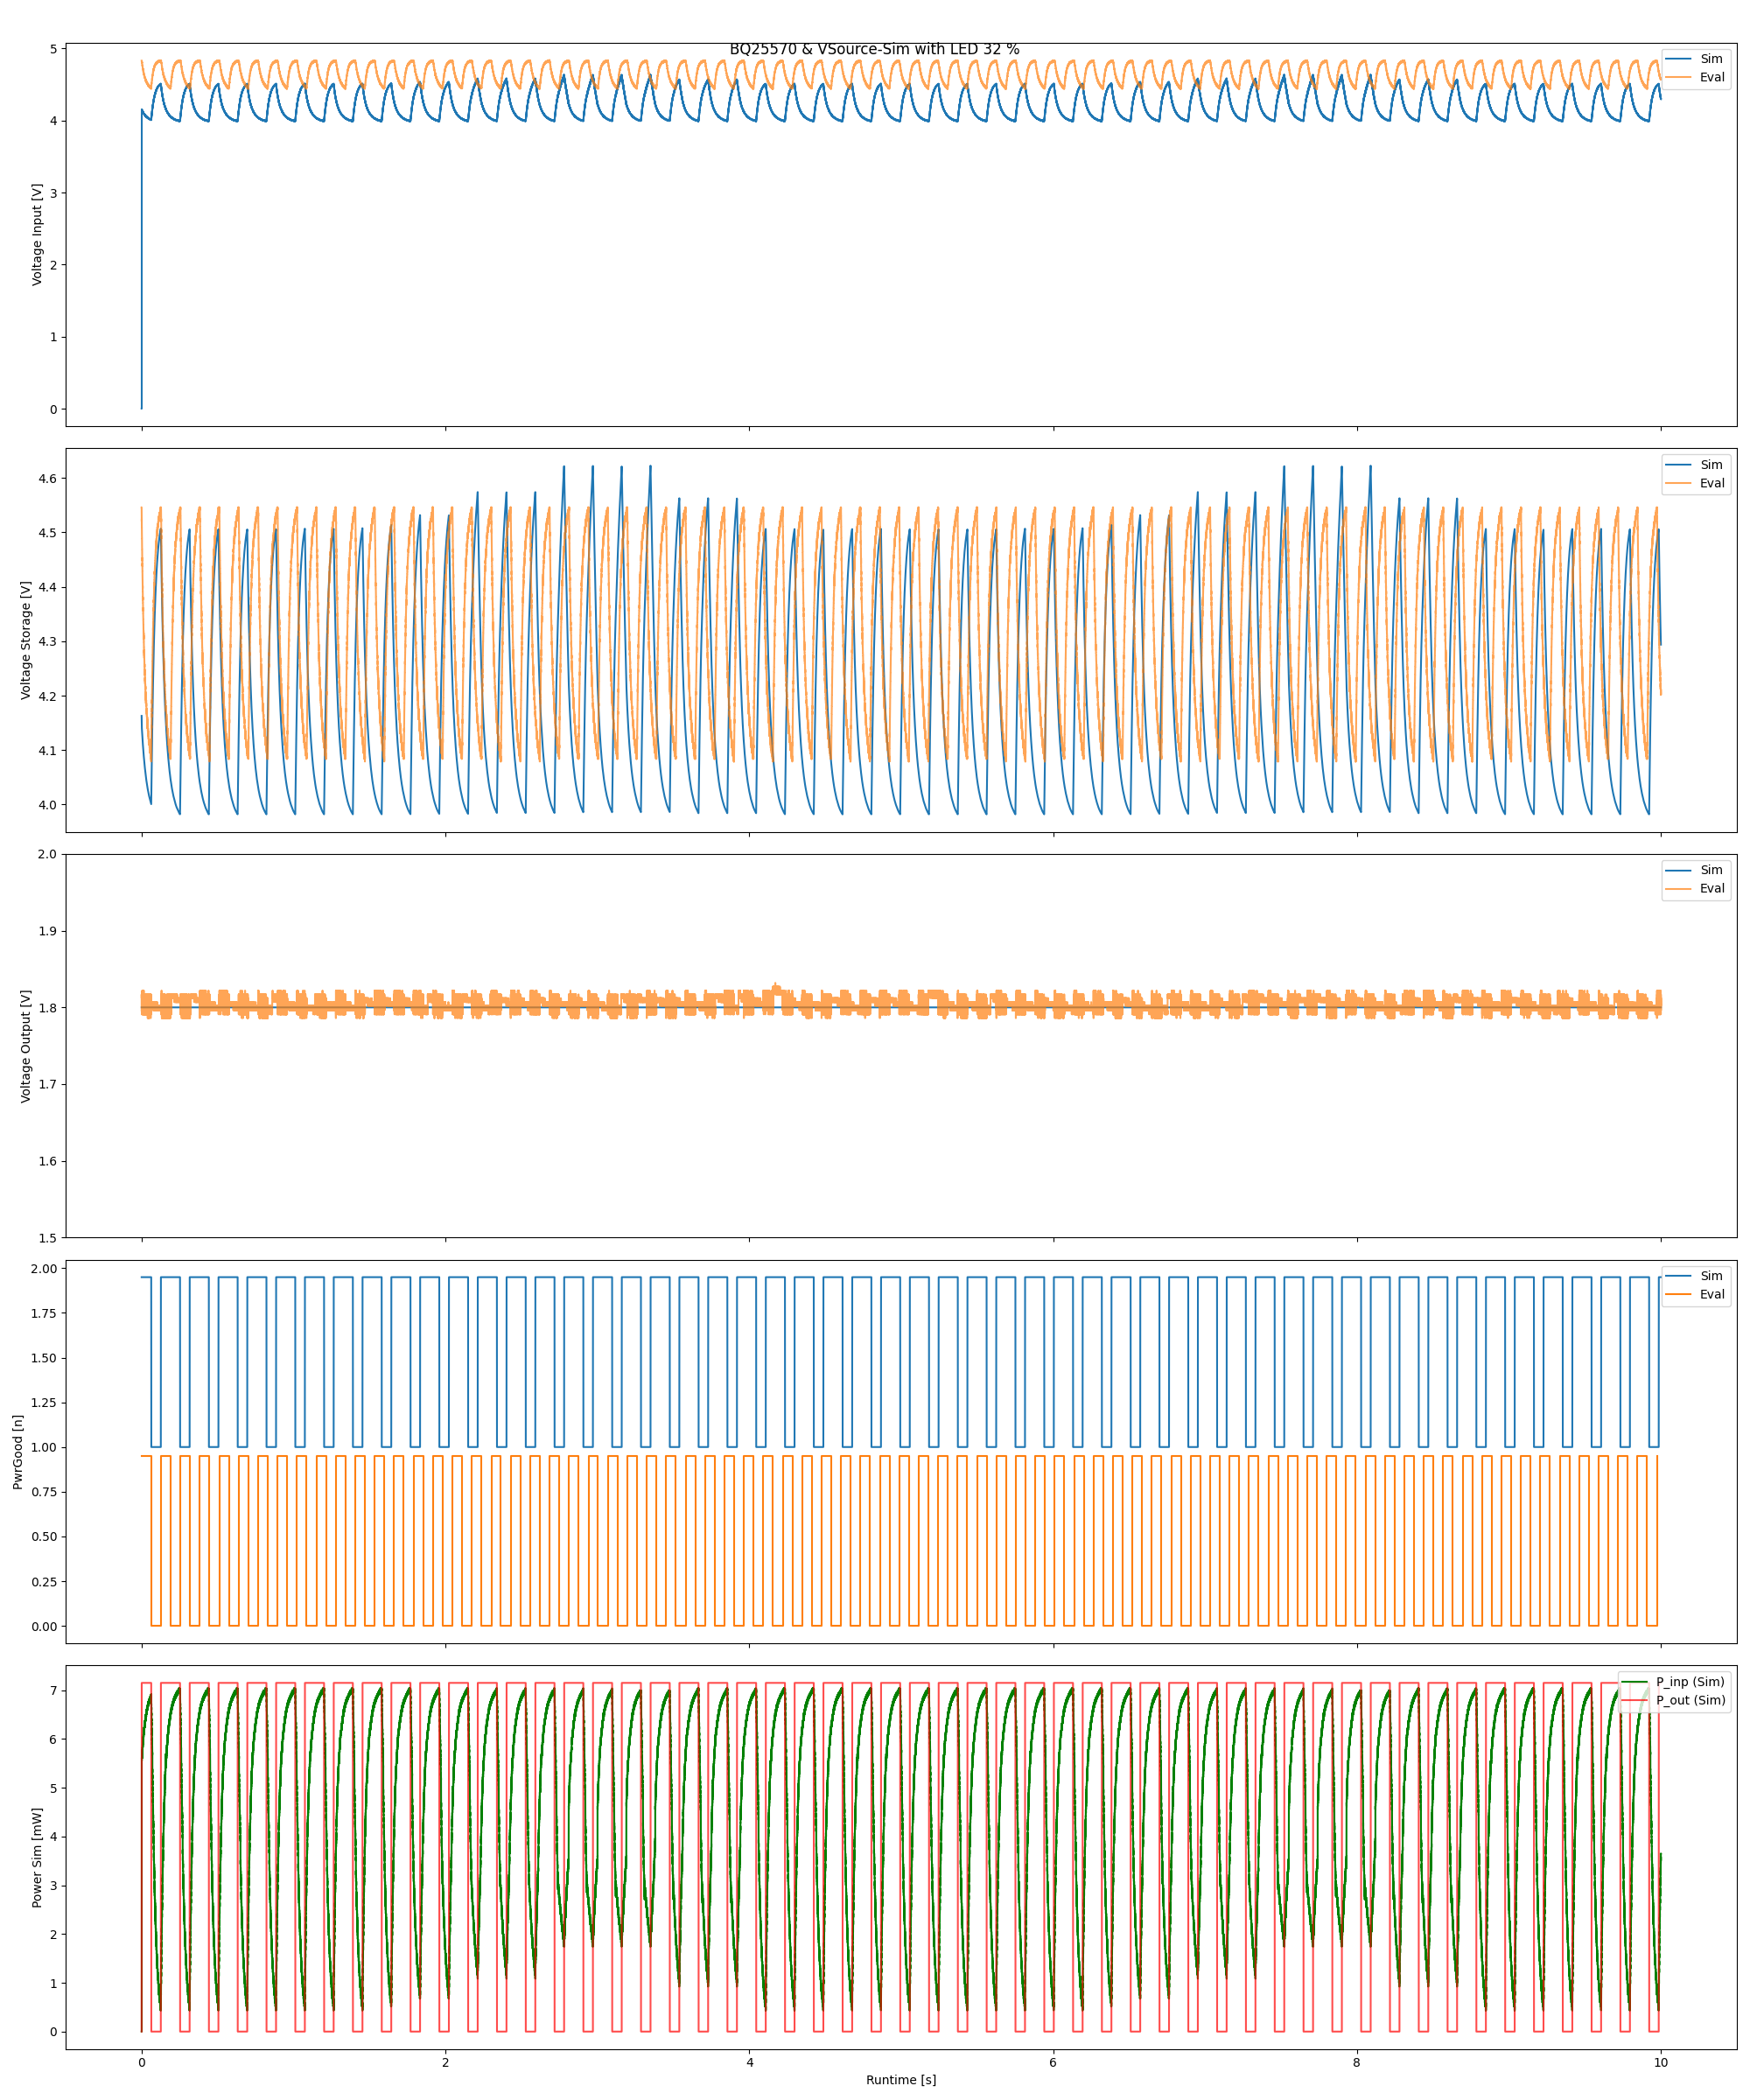 BQ25570 & VSource-Sim with LED 32 %
5
4
3
2
1
0
Voltage Input [V]
Sim
Eval
4.6
4.5
4.4
4.3
4.2
4.1
4.0
Voltage Storage [V]
Sim
Eval
2.0
1.9
1.8
1.7
1.6
1.5
Voltage Output [V]
Sim
Eval
2.00
1.75
1.50
1.25
1.00
0.75
0.50
0.25
0.00
PwrGood [n]
Sim
Eval
7
6
5
4
3
2
1
0
Power Sim [mW]
P_inp (Sim)
P_out (Sim)
0 2 4 6 8 10
Runtime [s]